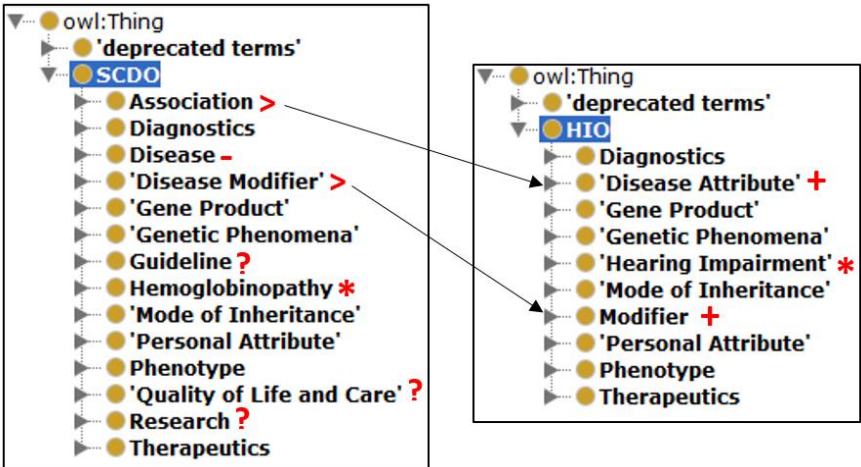 owl:Thing
'deprecated terms'
SCDO
Association >
Diagnostics
Disease -
'Disease Modifier' >
'Gene Product'
'Genetic Phenomena'
Guideline ?
Hemoglobinopathy *
'Mode of Inheritance'
'Personal Attribute'
Phenotype
'Quality of Life and Care' ?
Research ?
Therapeutics
owl:Thing
'deprecated terms'
HIO
Diagnostics
'Disease Attribute' +
'Gene Product'
'Genetic Phenomena'
'Hearing Impairment' *
'Mode of Inheritance'
Modifier +
'Personal Attribute'
Phenotype
Therapeutics